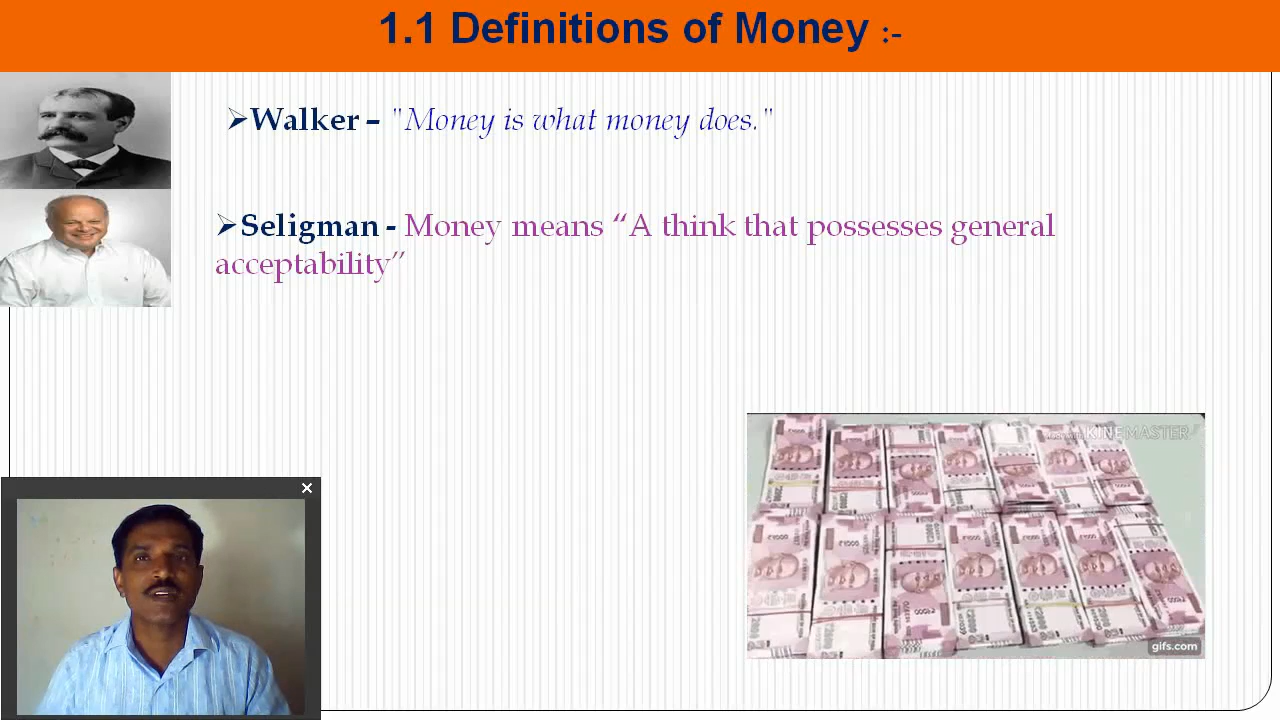 1.1 Definitions of Money :-
➢Walker – "Money is what money does."
➢Seligman - Money means “A think that possesses general
acceptability”
KINEMASTER
gifs.com